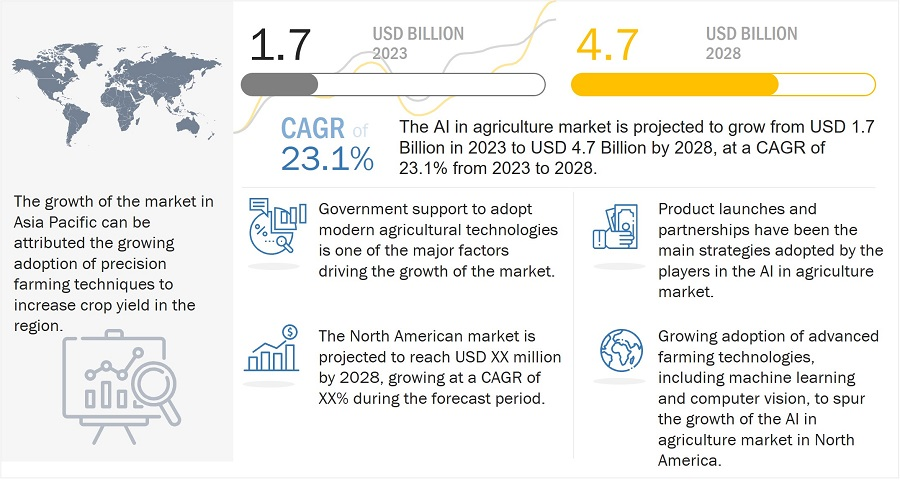 1.7
USD BILLION
2023
4.7
USD BILLION
2028
CAGR of
23.1%
The AI in agriculture market is projected to grow from USD 1.7
Billion in 2023 to USD 4.7 Billion by 2028, at a CAGR of
23.1% from 2023 to 2028.
The growth of the market in
Asia Pacific can be
attributed the growing
adoption of precision
farming techniques to
increase crop yield in the
region.
Government support to adopt
modern agricultural technologies
is one of the major factors
driving the growth of the market.
Product launches and
partnerships have been the
main strategies adopted by the
players in the AI in agriculture
market.
The North American market is
projected to reach USD XX million
by 2028, growing at a CAGR of
XX% during the forecast period.
Growing adoption of advanced
farming technologies,
including machine learning
and computer vision, to spur
the growth of the AI in
agriculture market in North
America.